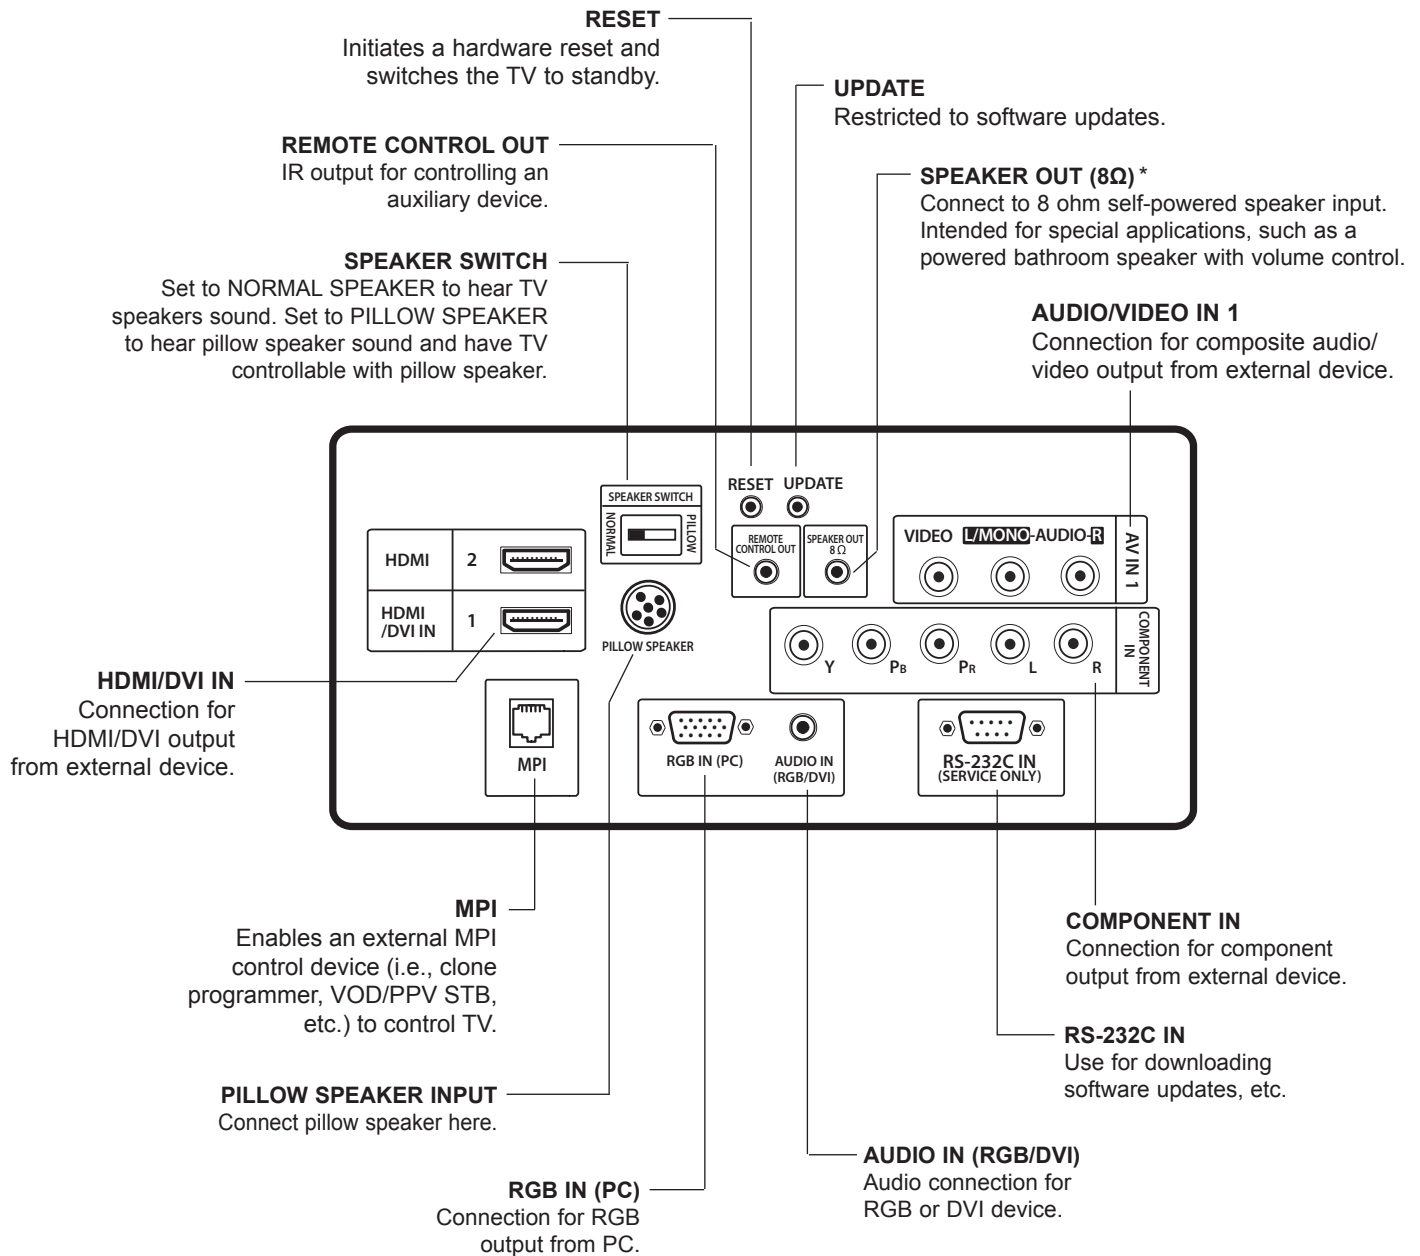 RESET
Initiates a hardware reset and
switches the TV to standby.
UPDATE
Restricted to software updates.
REMOTE CONTROL OUT
IR output for controlling an
auxiliary device.
SPEAKER OUT (8Ω) *
Connect to 8 ohm self-powered speaker input.
Intended for special applications, such as a
powered bathroom speaker with volume control.
SPEAKER SWITCH
Set to NORMAL SPEAKER to hear TV
speakers sound. Set to PILLOW SPEAKER
to hear pillow speaker sound and have TV
controllable with pillow speaker.
AUDIO/VIDEO IN 1
Connection for composite audio/
video output from external device.
RESET UPDATE
SPEAKER SWITCH
NORMAL
PILLOW
REMOTE
CONTROL OUT
SPEAKER OUT
8 Ω
VIDEO L/MONO-AUDIO-R
AV IN 1
HDMI 2
HDMI
/DVI IN
1
PILLOW SPEAKER
Y PB PR L R
COMPONENT
IN
HDMI/DVI IN
Connection for
HDMI/DVI output
from external device.
MPI
RGB IN (PC)
AUDIO IN
(RGB/DVI)
RS-232C IN
(SERVICE ONLY)
MPI
Enables an external MPI
control device (i.e., clone
programmer, VOD/PPV STB,
etc.) to control TV.
COMPONENT IN
Connection for component
output from external device.
RS-232C IN
Use for downloading
software updates, etc.
PILLOW SPEAKER INPUT
Connect pillow speaker here.
AUDIO IN (RGB/DVI)
Audio connection for
RGB or DVI device.
RGB IN (PC)
Connection for RGB
output from PC.